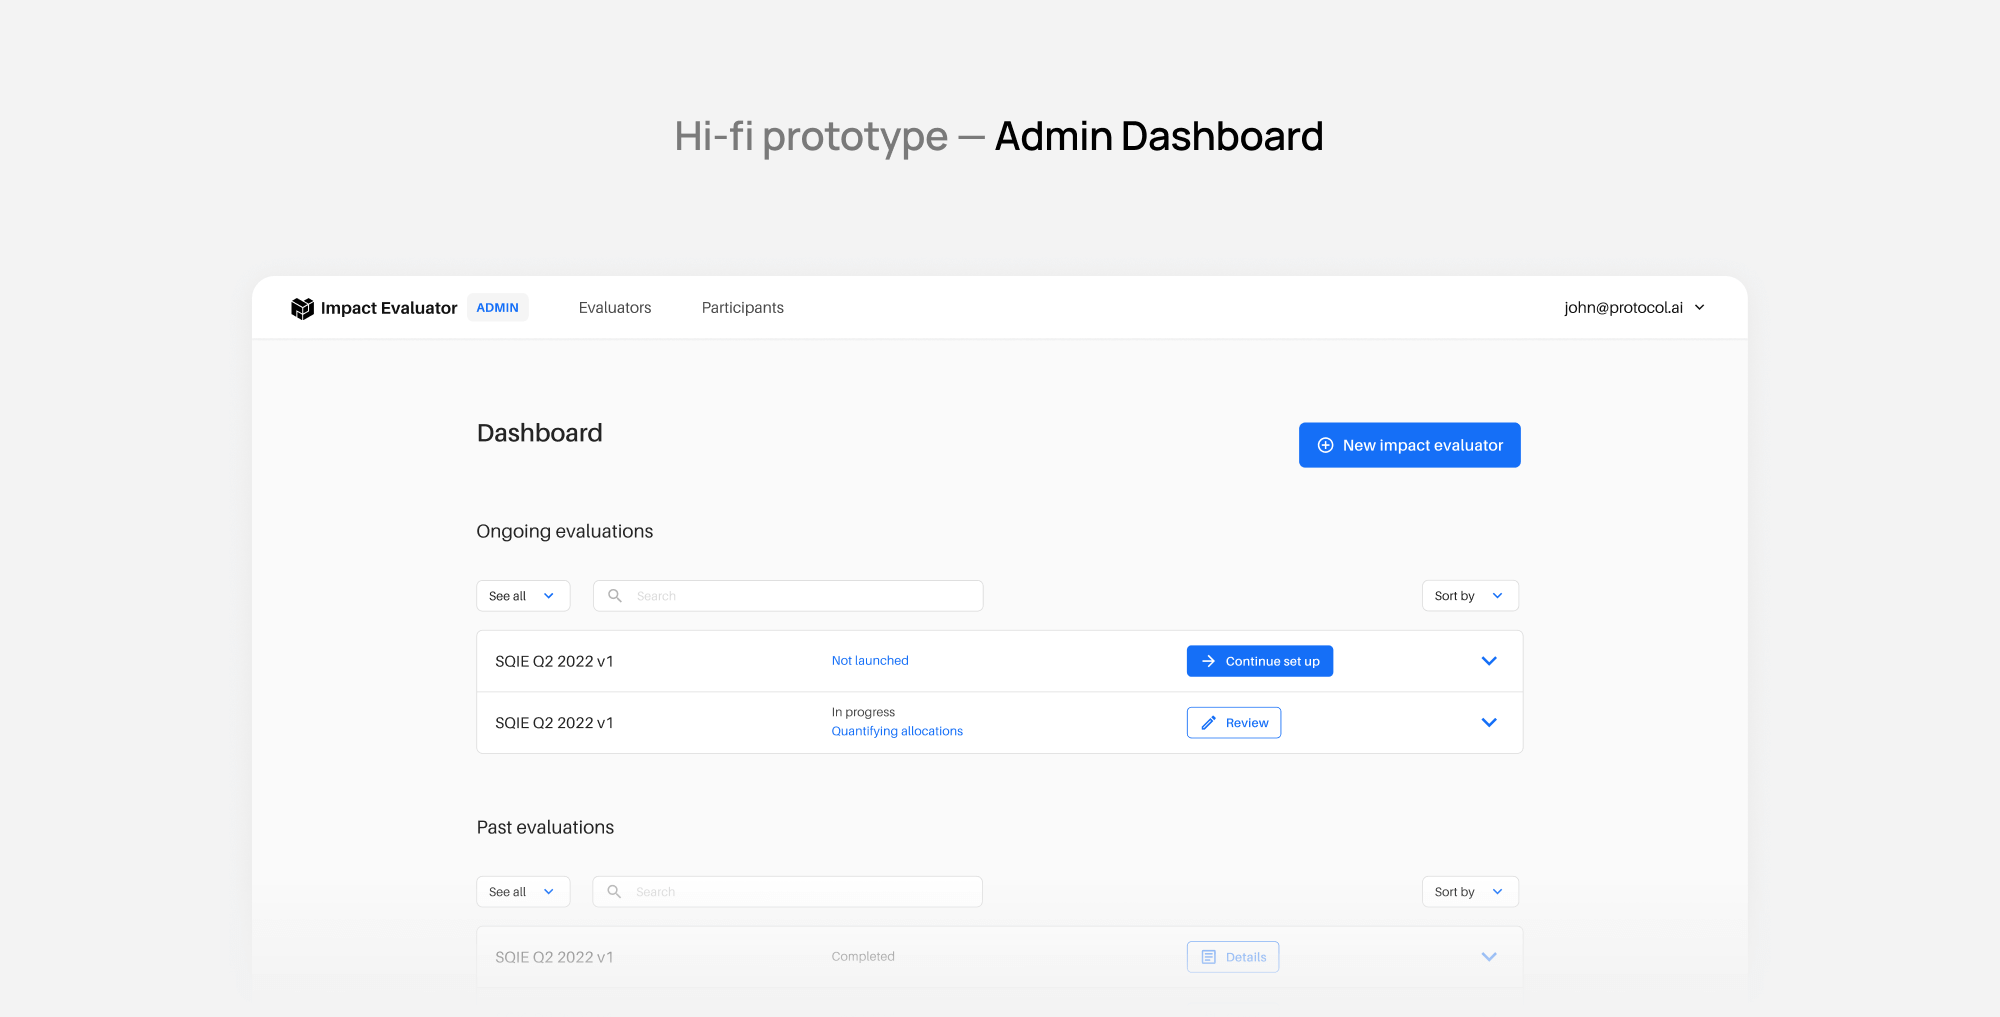 Hi-fi prototype — Admin Dashboard
Impact Evaluator ADMIN Evaluators Participants john@protocol.ai
Dashboard
New impact evaluator
Ongoing evaluations
See all Search Sort by
SQIE Q2 2022 v1 Not launched Continue set up
SQIE Q2 2022 v1 In progress
Quantifying allocations Review
Past evaluations
See all Search Sort by
SQIE Q2 2022 v1 Completed Details